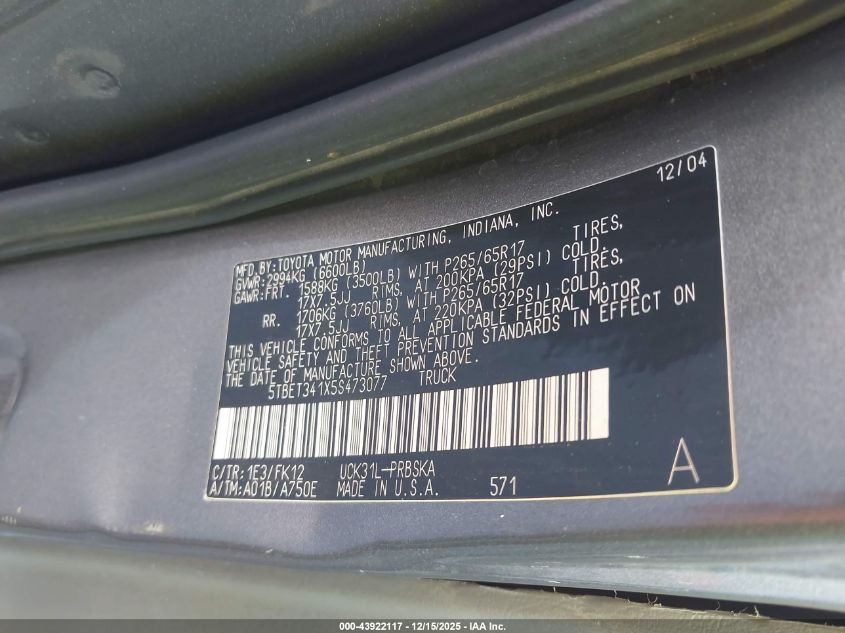 12/04
MFD.BY:TOYOTA MOTOR MANUFACTURING, INDIANA, INC.
GVWR:2994KG (6600LB)
GAWR:FRT. 1588KG (3500LB) WITH P265/65R17 TIRES,
17X7.5JJ RIMS, AT 200KPA (29PSI) COLD.
RR. 1706KG (3760LB) WITH P265/65R17 TIRES,
17X7.5JJ RIMS, AT 220KPA (32PSI) COLD.
THIS VEHICLE CONFORMS TO ALL APPLICABLE FEDERAL MOTOR
VEHICLE SAFETY AND THEFT PREVENTION STANDARDS IN EFFECT ON
THE DATE OF MANUFACTURE SHOWN ABOVE.
5TBET341X5S473077 TRUCK
C/TR:1E3/FK12 UCK31L-PRBSKA
A/TM:A01B/A750E MADE IN U.S.A. 571
A
000-43922117 - 12/15/2025 - IAA Inc.